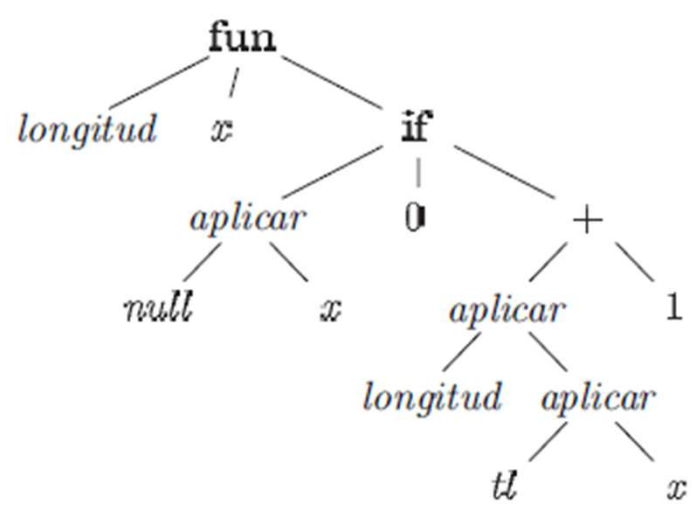 fun
longitud x if
aplicar 0 +
null x aplicar 1
longitud aplicar
tl x